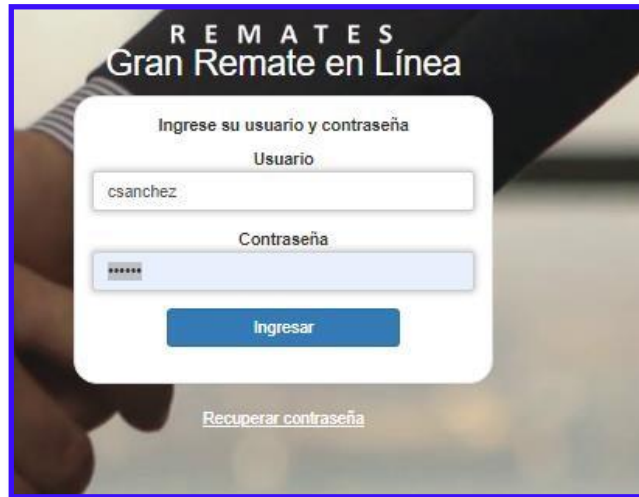 REMATES
Gran Remate en Línea
Ingrese su usuario y contraseña
Usuario
csanchez
Contraseña
••••••
Ingresar
Recuperar contraseña